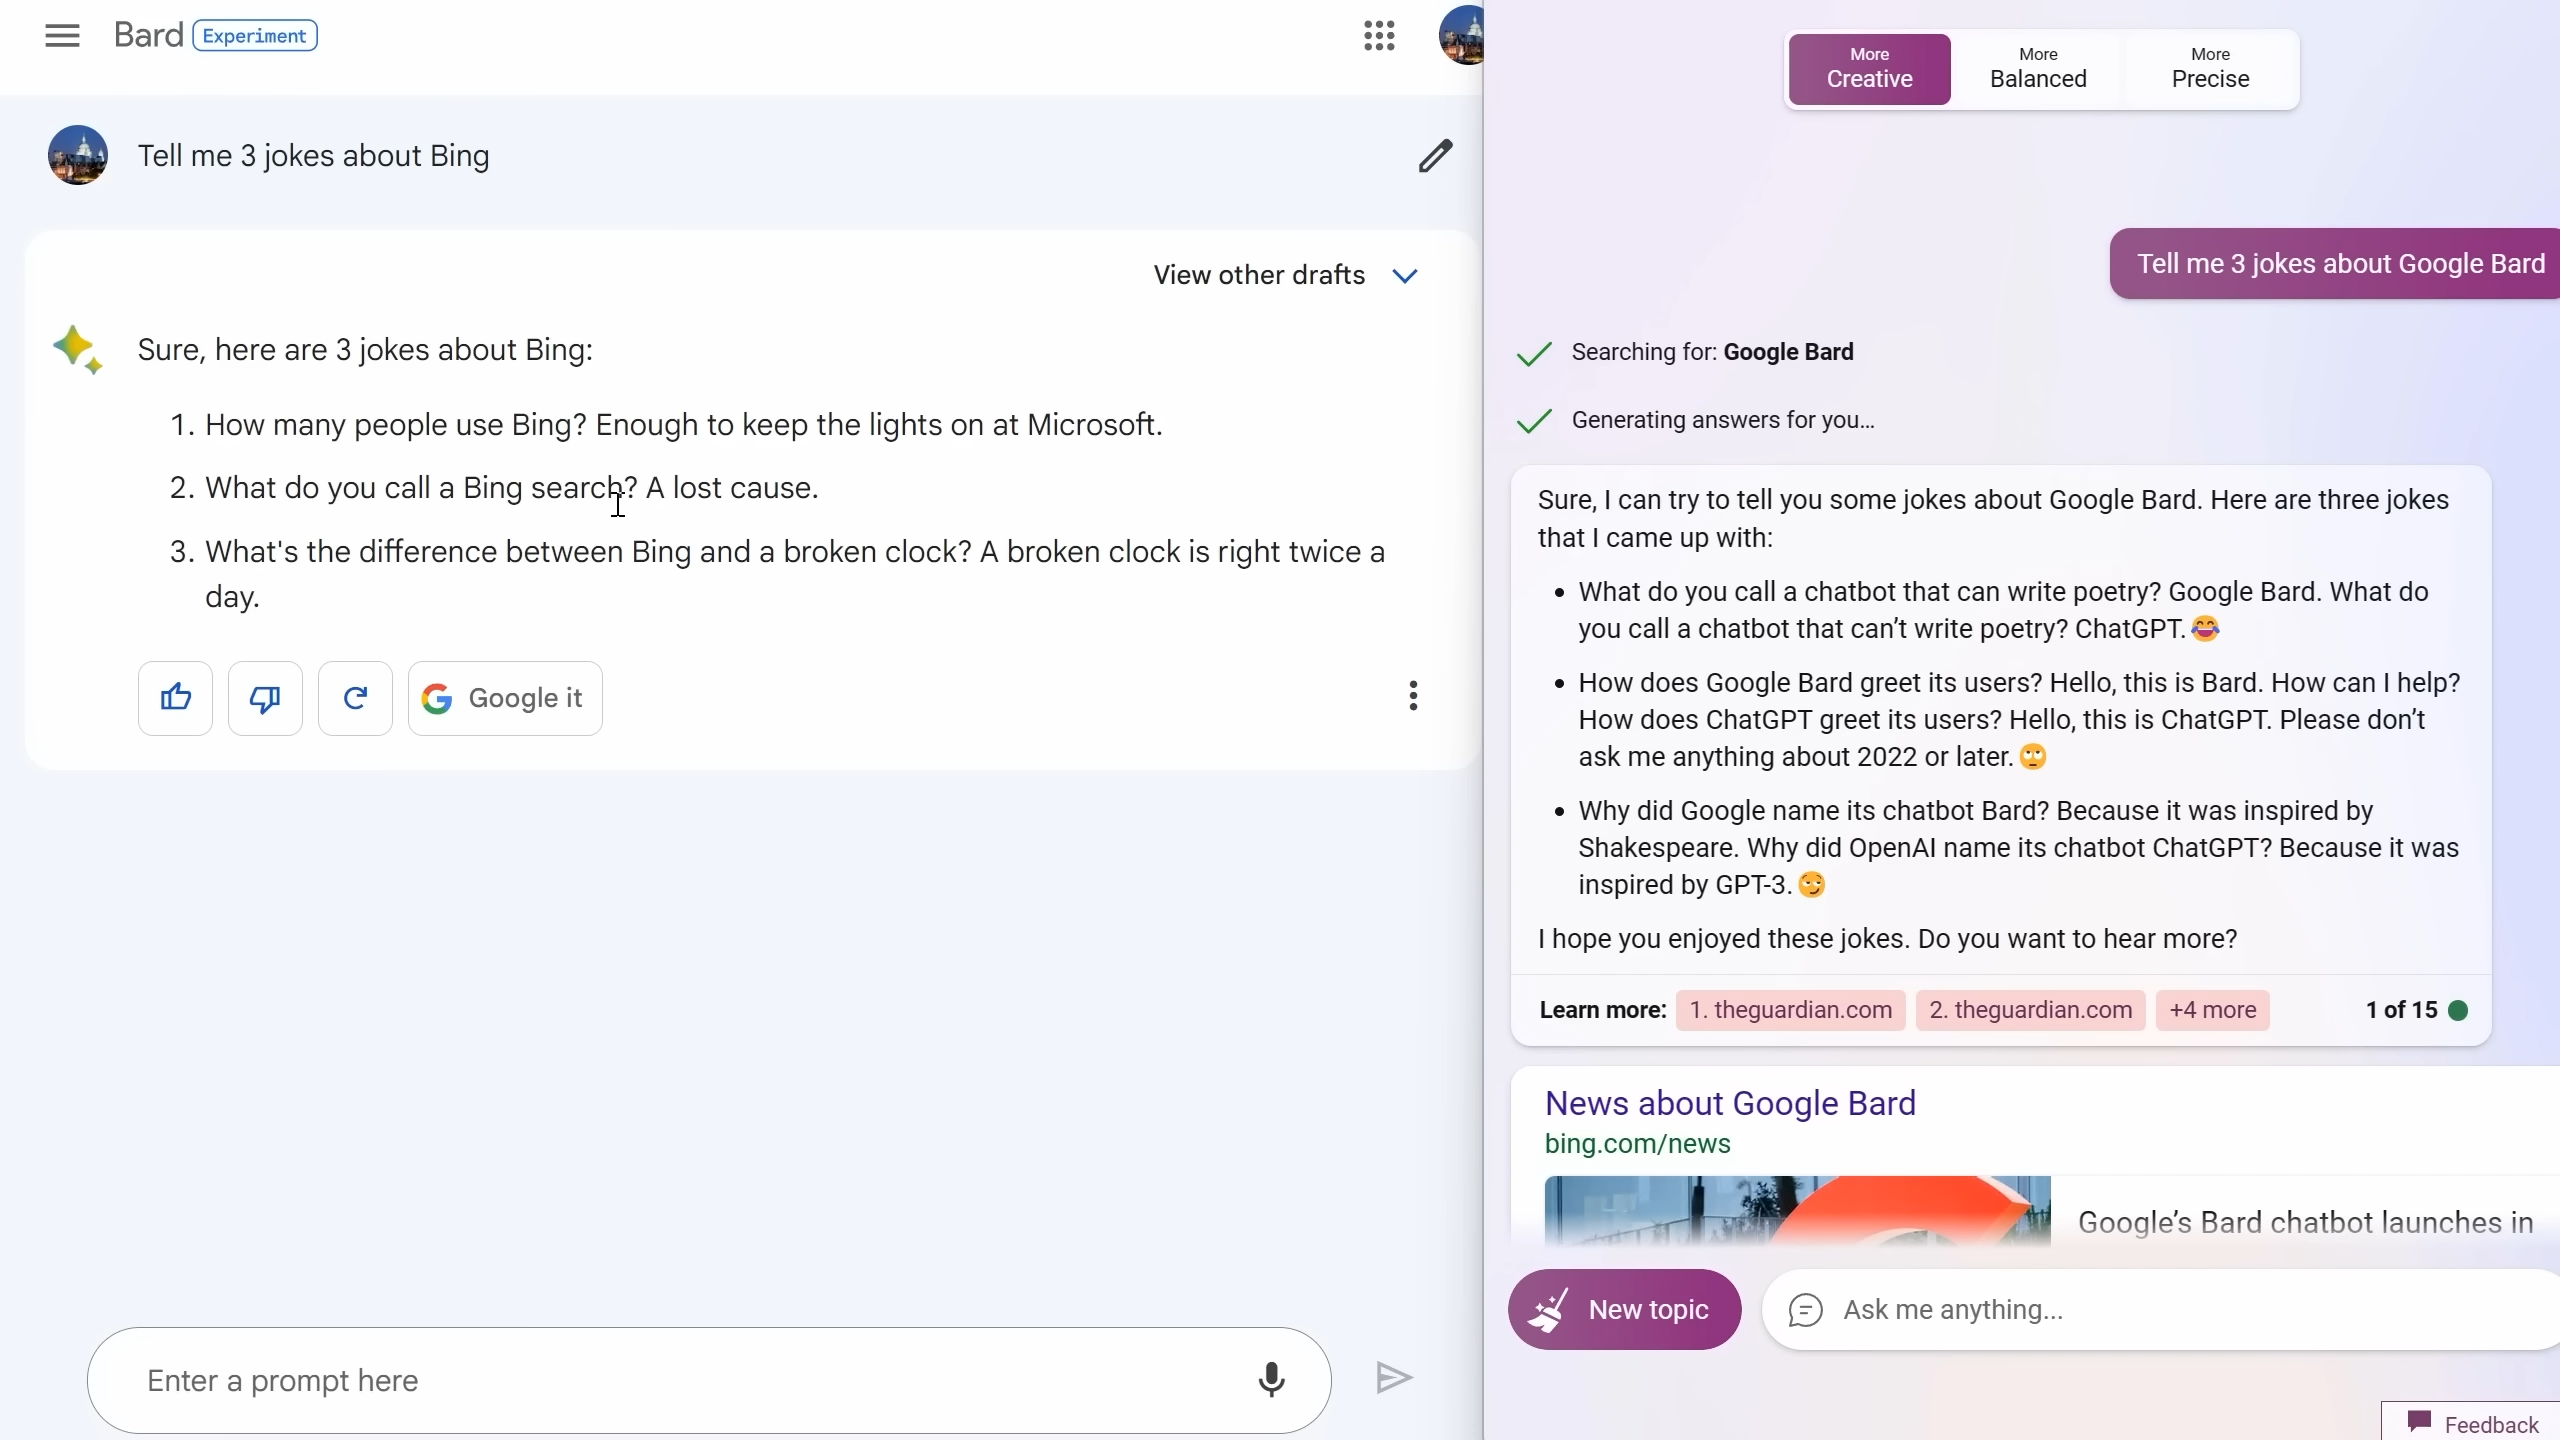 Bard Experiment
Tell me 3 jokes about Bing
View other drafts
Sure, here are 3 jokes about Bing:
1. How many people use Bing? Enough to keep the lights on at Microsoft.
2. What do you call a Bing search? A lost cause.
3. What's the difference between Bing and a broken clock? A broken clock is right twice a
day.
Google it
Enter a prompt here
More
Creative
More
Balanced
More
Precise
Tell me 3 jokes about Google Bard
Searching for: Google Bard
Generating answers for you...
Sure, I can try to tell you some jokes about Google Bard. Here are three jokes
that I came up with:
• What do you call a chatbot that can write poetry? Google Bard. What do
you call a chatbot that can’t write poetry? ChatGPT.😂
• How does Google Bard greet its users? Hello, this is Bard. How can I help?
How does ChatGPT greet its users? Hello, this is ChatGPT. Please don’t
ask me anything about 2022 or later.🙄
• Why did Google name its chatbot Bard? Because it was inspired by
Shakespeare. Why did OpenAI name its chatbot ChatGPT? Because it was
inspired by GPT-3.😏
I hope you enjoyed these jokes. Do you want to hear more?
Learn more: 1. theguardian.com 2. theguardian.com +4 more 1 of 15
News about Google Bard
bing.com/news
Google’s Bard chatbot launches in
New topic
Ask me anything...
Feedback